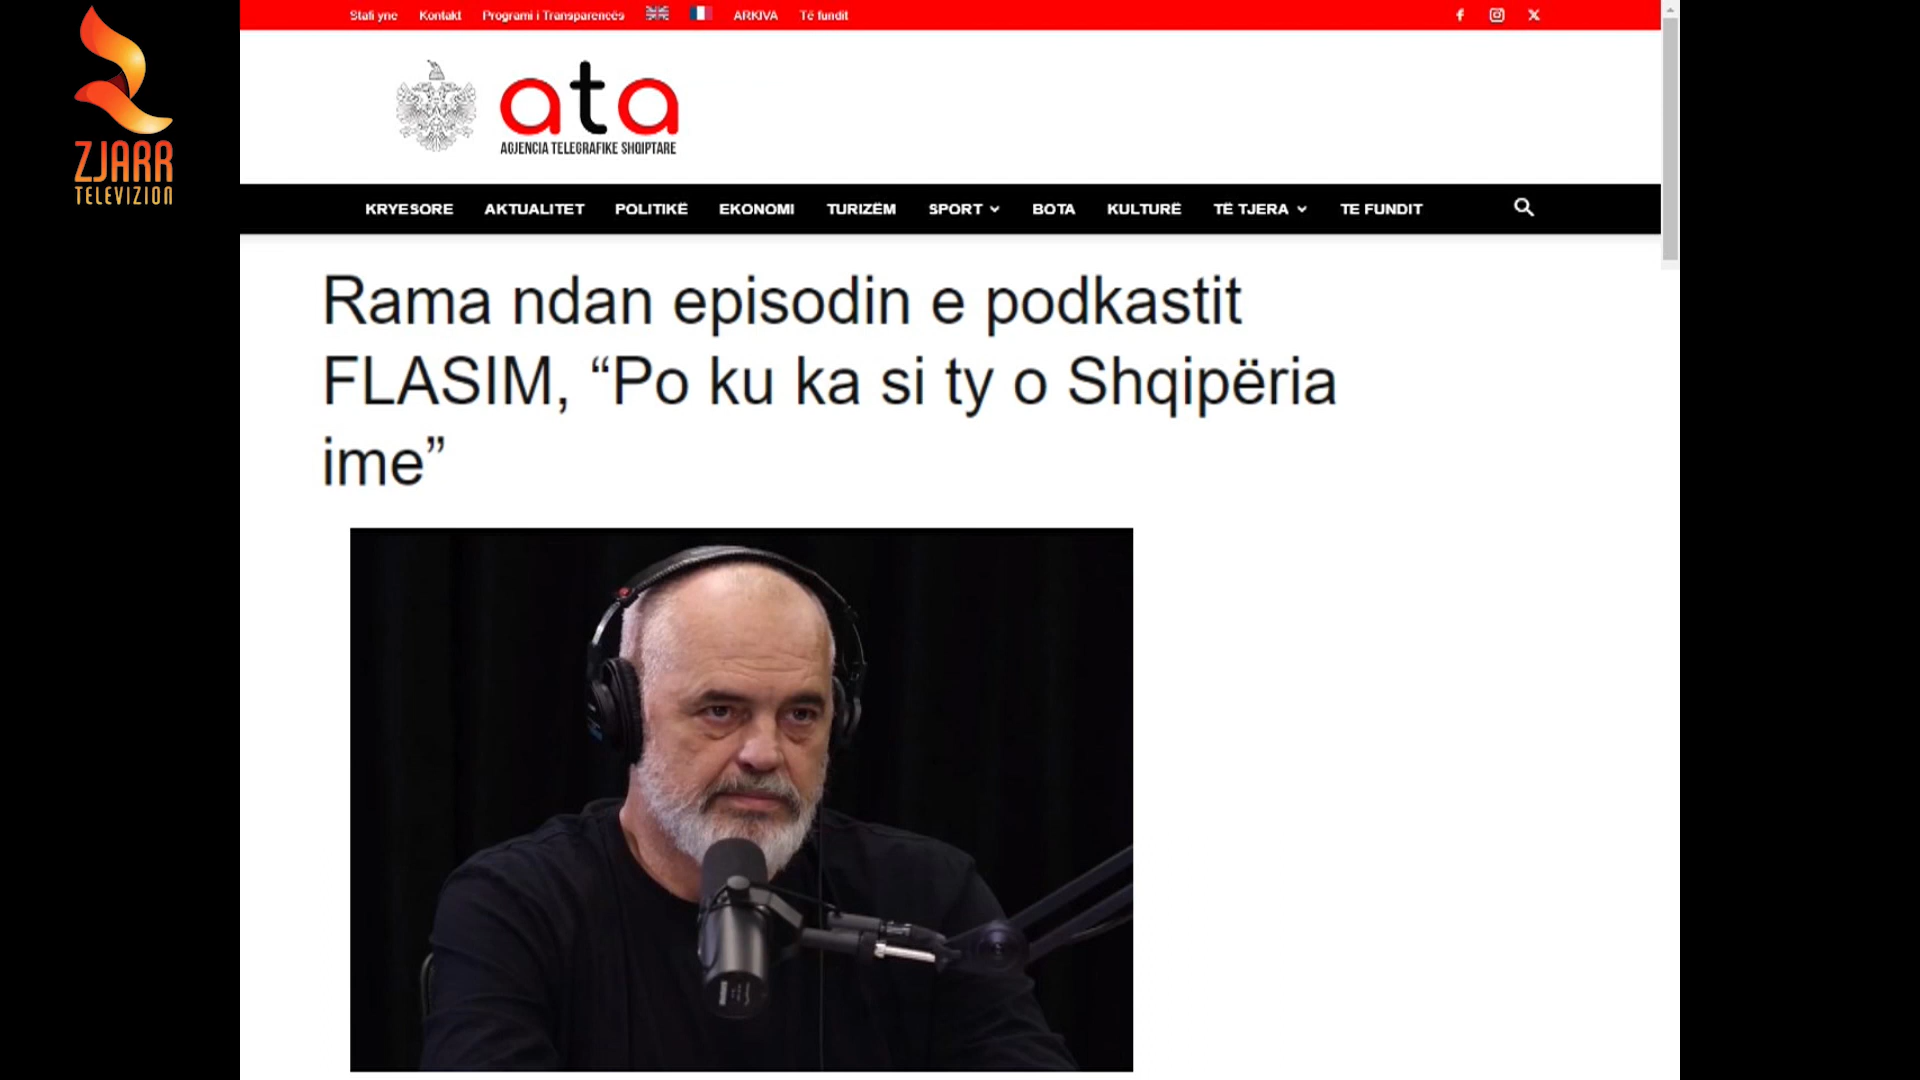 ZJARR
TELEVIZION
Stafi yne Kontakt Programi i Transparencës ARKIVA Të fundit
ata
AGJENCIA TELEGRAFIKE SHQIPTARE
KRYESORE AKTUALITET POLITIKË EKONOMI TURIZËM SPORT BOTA KULTURË TË TJERA TE FUNDIT
Rama ndan episodin e podkastit
FLASIM, “Po ku ka si ty o Shqipëria
ime”